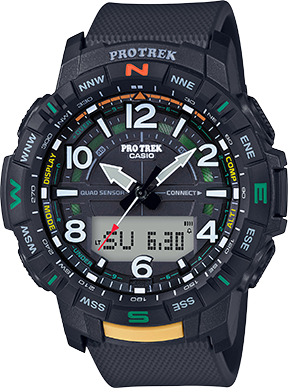 PROTREK
N
NNE
ENE
E
ESE
SSE
SSW
WSW
W
WNW
NNW
12
2
4
6
8
10
PRO TREK
CASIO
QUAD SENSOR
CONNECT
DISPLAY
COMP
MODE
ALTI
SU 6.30